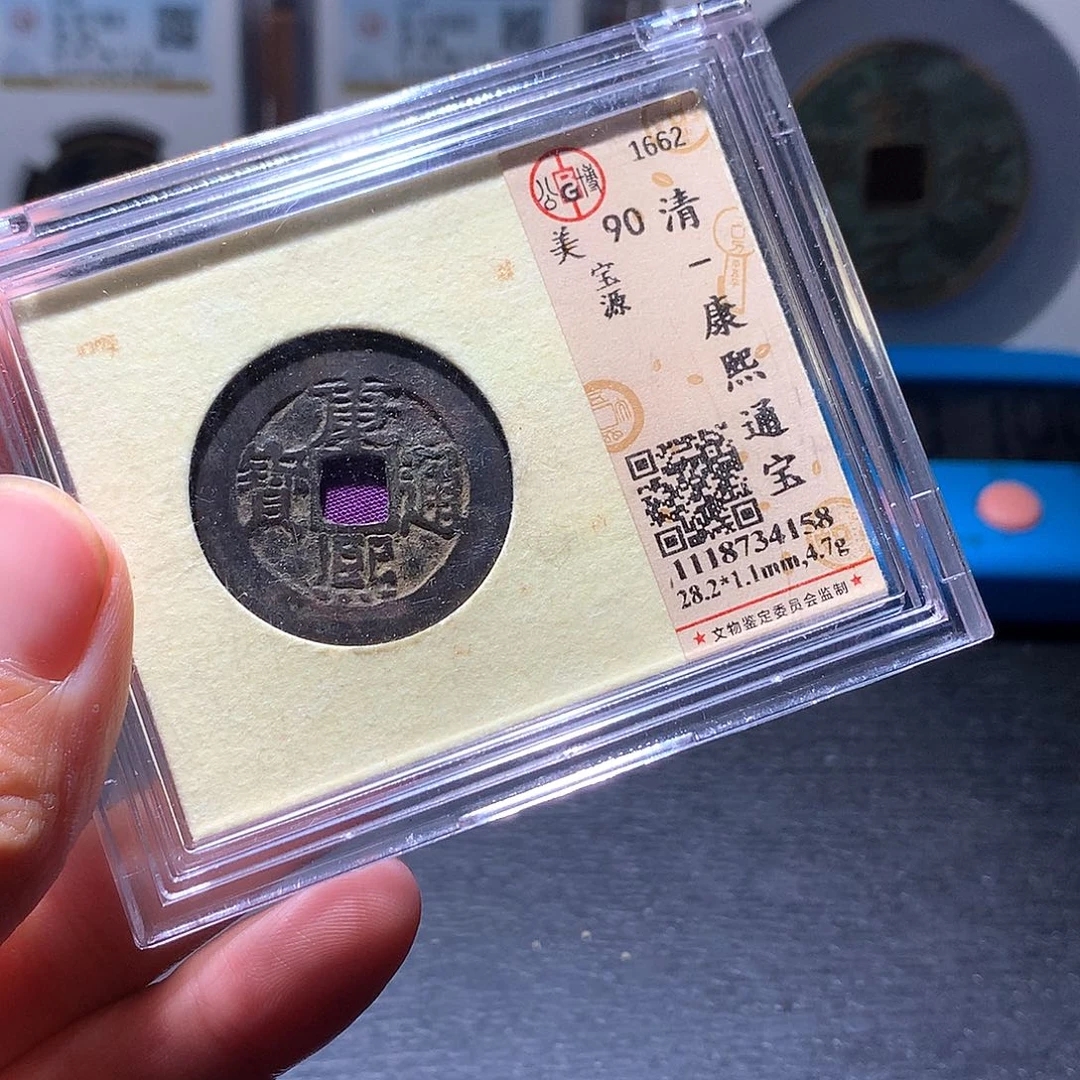 康熙通寶
公博
BG
1662
清-康熙通宝
美 90
宝源
1118734158
28.2*1.1mm,4.7g
★文物鉴定委员会监制★